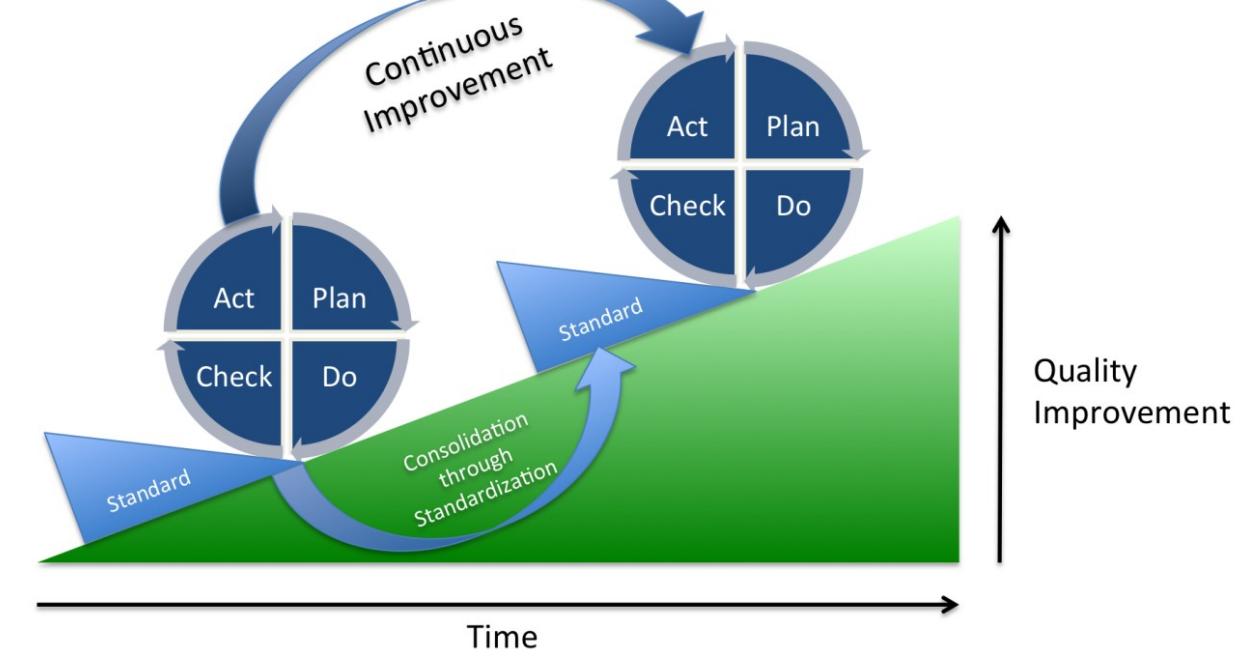 Continuous
Improvement
Act
Plan
Check
Do
Act
Plan
Check
Do
Standard
Standard
Consolidation
through
Standardization
Quality
Improvement
Time